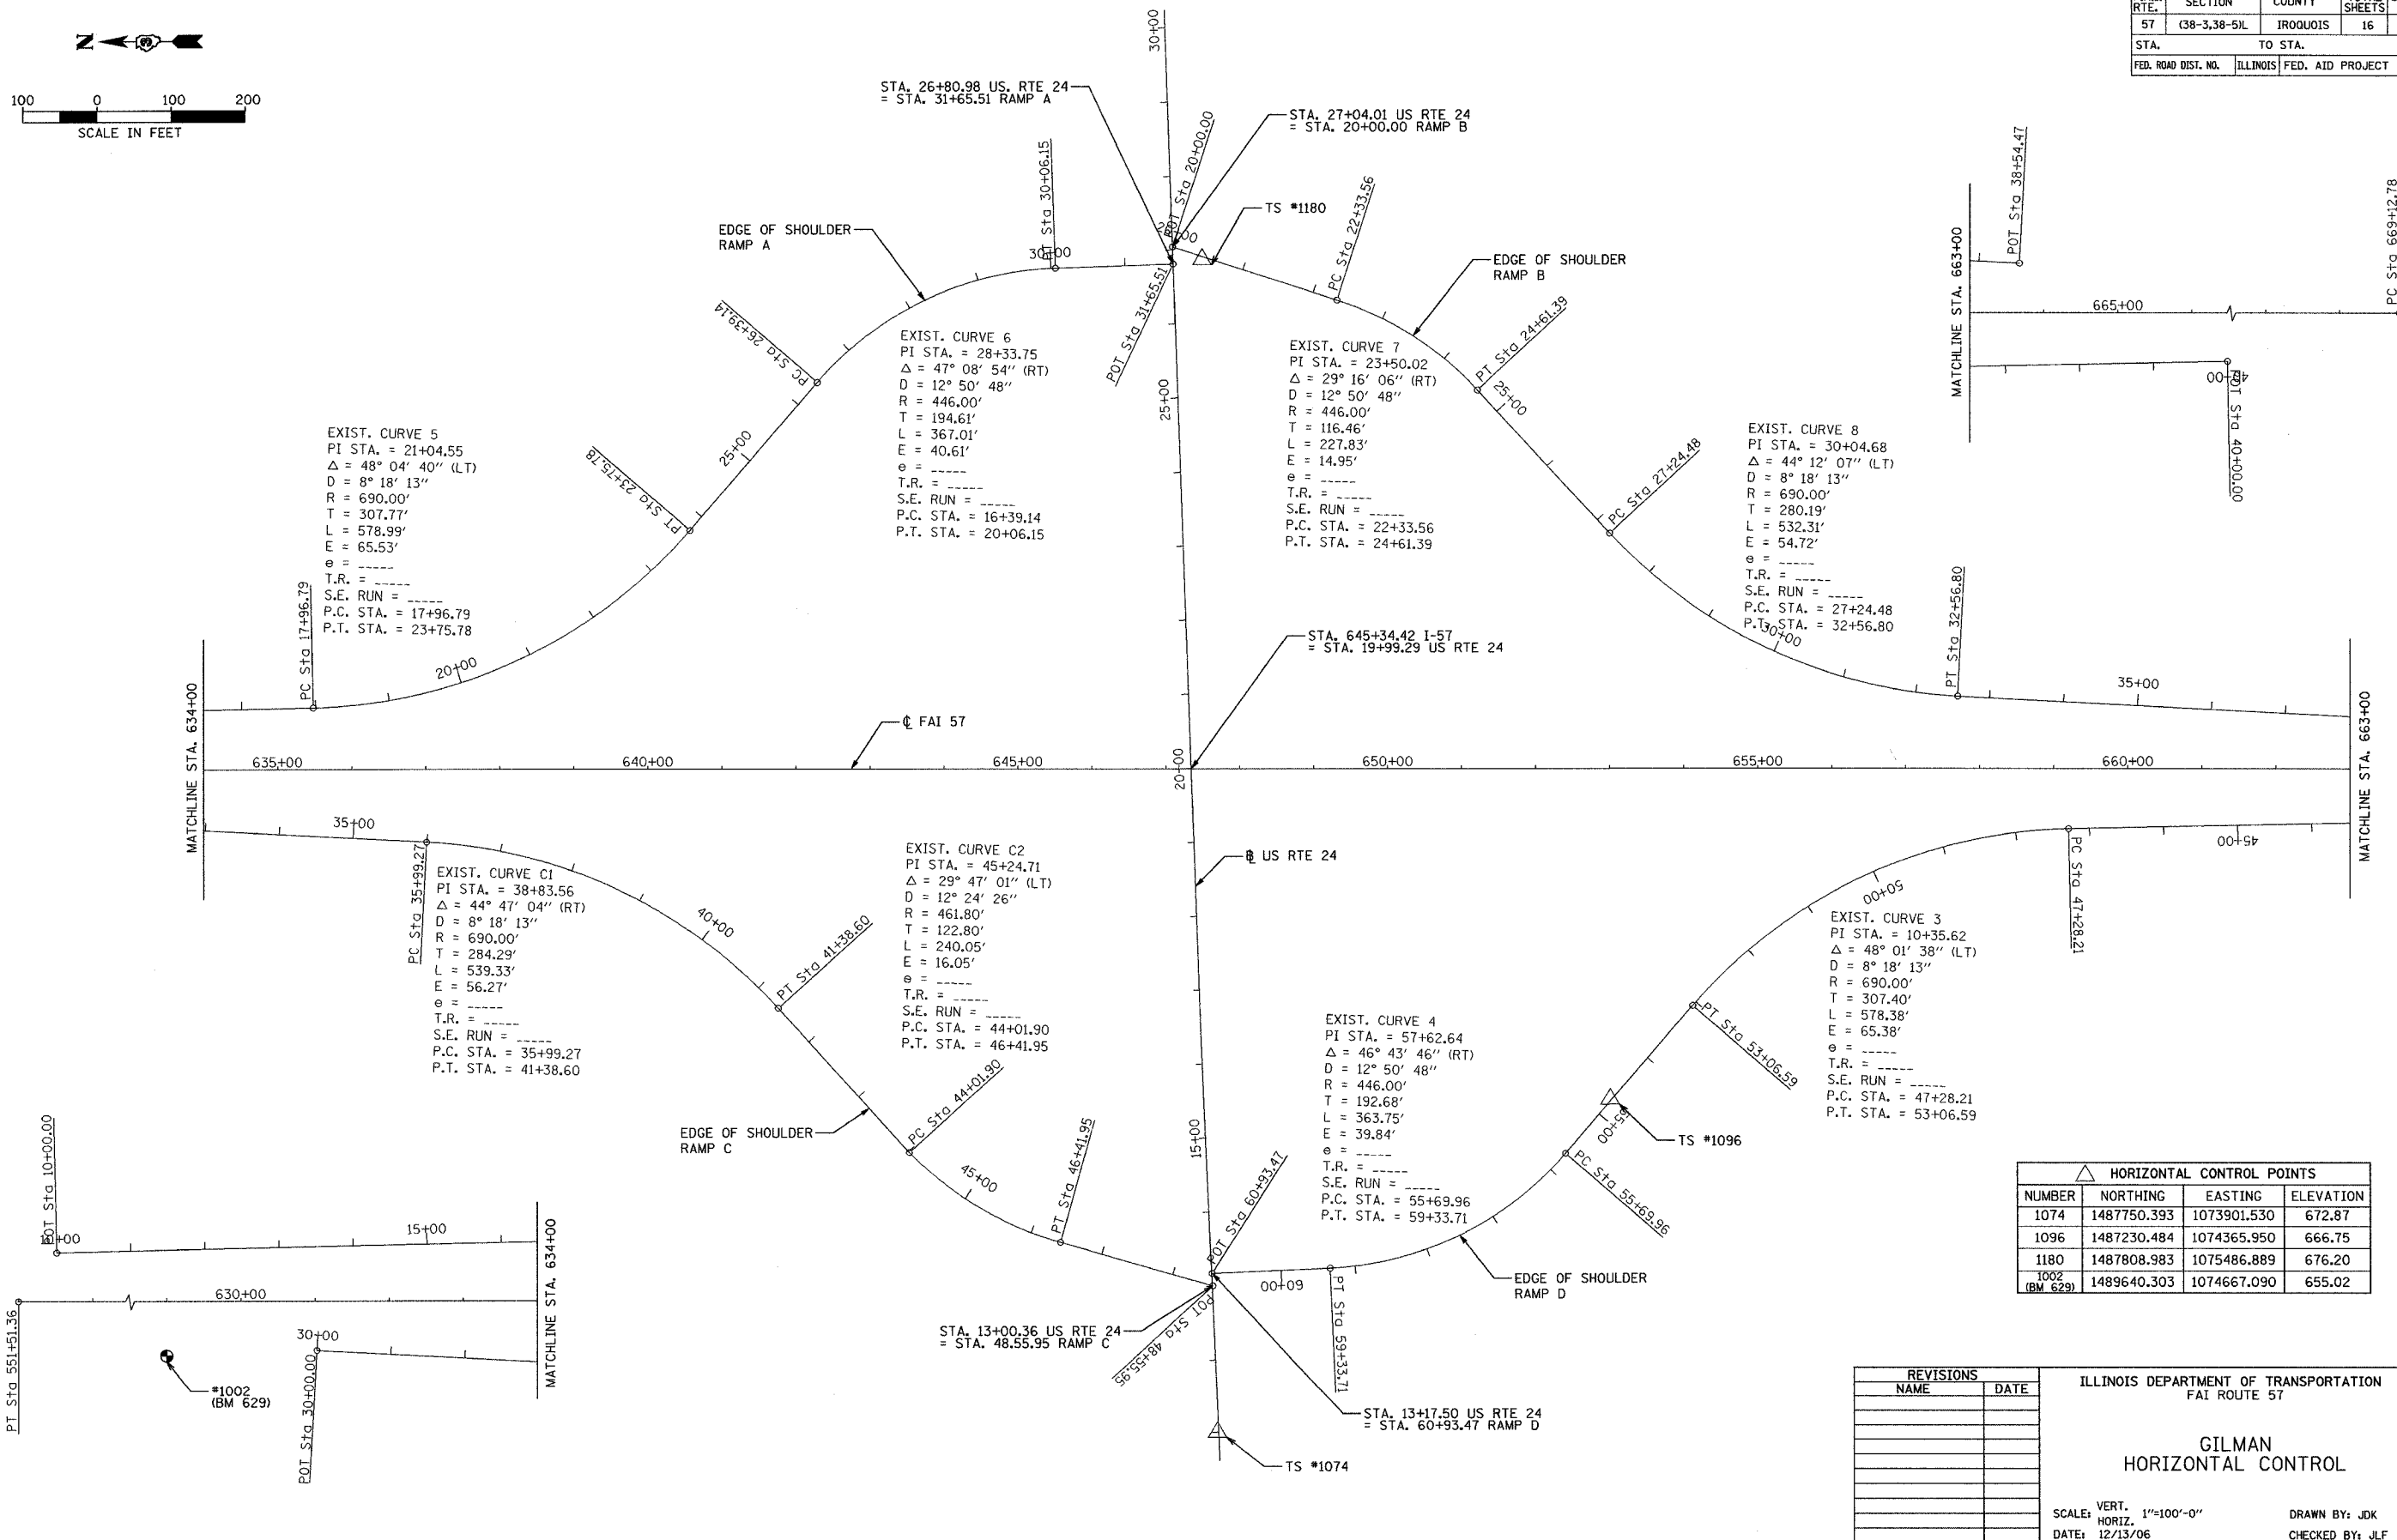 N
100 0 100 200
SCALE IN FEET
RTE. SECTION COUNTY SHEETS
57 (38-3,38-5)L IROQUOIS 16
STA. TO STA.
FED. ROAD DIST. NO. ILLINOIS FED. AID PROJECT
30+00
STA. 26+80.98 US. RTE 24
= STA. 31+65.51 RAMP A
STA. 27+04.01 US RTE 24
= STA. 20+00.00 RAMP B
POT Sta 20+00.00
PT Sta 30+06.15
TS #1180
PC Sta 22+33.56
EDGE OF SHOULDER
RAMP A
30+00
EDGE OF SHOULDER
RAMP B
POT Sta 31+65.51
PC Sta 26+39.14
PT Sta 24+61.39
25+00
25+00
25+00
PT Sta 23+75.78
PC Sta 27+24.48
EXIST. CURVE 6
PI STA. = 28+33.75
Δ = 47° 08' 54'' (RT)
D = 12° 50' 48''
R = 446.00'
T = 194.61'
L = 367.01'
E = 40.61'
e = _____
T.R. = _____
S.E. RUN = _____
P.C. STA. = 16+39.14
P.T. STA. = 20+06.15
EXIST. CURVE 7
PI STA. = 23+50.02
Δ = 29° 16' 06'' (RT)
D = 12° 50' 48''
R = 446.00'
T = 116.46'
L = 227.83'
E = 14.95'
e = _____
T.R. = _____
S.E. RUN = _____
P.C. STA. = 22+33.56
P.T. STA. = 24+61.39
EXIST. CURVE 5
PI STA. = 21+04.55
Δ = 48° 04' 40'' (LT)
D = 8° 18' 13''
R = 690.00'
T = 307.77'
L = 578.99'
E = 65.53'
e = _____
T.R. = _____
S.E. RUN = _____
P.C. STA. = 17+96.79
P.T. STA. = 23+75.78
EXIST. CURVE 8
PI STA. = 30+04.68
Δ = 44° 12' 07'' (LT)
D = 8° 18' 13''
R = 690.00'
T = 280.19'
L = 532.31'
E = 54.72'
e = _____
T.R. = _____
S.E. RUN = _____
P.C. STA. = 27+24.48
P.T. STA. = 32+56.80
MATCHLINE STA. 663+00
POT Sta 38+54.47
665+00
PC Sta 669+12.78
40+00
POT Sta 40+00.00
PC Sta 17+96.79
20+00
30+00
PT Sta 32+56.80
35+00
STA. 645+34.42 I-57
= STA. 19+99.29 US RTE 24
MATCHLINE STA. 634+00
℄ FAI 57
635+00
640+00
645+00
20+00
650+00
655+00
660+00
MATCHLINE STA. 663+00
35+00
PC Sta 35+99.27
40+00
PT Sta 41+38.60
℄ US RTE 24
50+00
PC Sta 47+28.21
45+00
EXIST. CURVE C1
PI STA. = 38+83.56
Δ = 44° 47' 04'' (RT)
D = 8° 18' 13''
R = 690.00'
T = 284.29'
L = 539.33'
E = 56.27'
e = _____
T.R. = _____
S.E. RUN = _____
P.C. STA. = 35+99.27
P.T. STA. = 41+38.60
EXIST. CURVE C2
PI STA. = 45+24.71
Δ = 29° 47' 01'' (LT)
D = 12° 24' 26''
R = 461.80'
T = 122.80'
L = 240.05'
E = 16.05'
e = _____
T.R. = _____
S.E. RUN = _____
P.C. STA. = 44+01.90
P.T. STA. = 46+41.95
EXIST. CURVE 3
PI STA. = 10+35.62
Δ = 48° 01' 38'' (LT)
D = 8° 18' 13''
R = 690.00'
T = 307.40'
L = 578.38'
E = 65.38'
e = _____
T.R. = _____
S.E. RUN = _____
P.C. STA. = 47+28.21
P.T. STA. = 53+06.59
EXIST. CURVE 4
PI STA. = 57+62.64
Δ = 46° 43' 46'' (RT)
D = 12° 50' 48''
R = 446.00'
T = 192.68'
L = 363.75'
E = 39.84'
e = _____
T.R. = _____
S.E. RUN = _____
P.C. STA. = 55+69.96
P.T. STA. = 59+33.71
EDGE OF SHOULDER
RAMP C
PC Sta 44+01.90
45+00
PT Sta 46+41.95
15+00
POT Sta 60+93.47
PT Sta 53+06.59
55+00
TS #1096
PC Sta 55+69.96
60+00
PT Sta 59+33.71
EDGE OF SHOULDER
RAMP D
STA. 13+00.36 US RTE 24
= STA. 48.55.95 RAMP C
POT Sta 48+55.95
STA. 13+17.50 US RTE 24
= STA. 60+93.47 RAMP D
TS #1074
POT Sta 10+00.00
10+00
15+00
630+00
PT Sta 551+51.36
#1002
(BM 629)
30+00
POT Sta 30+00.00
MATCHLINE STA. 634+00
HORIZONTAL CONTROL POINTS
NUMBER NORTHING EASTING ELEVATION
1074 1487750.393 1073901.530 672.87
1096 1487230.484 1074365.950 666.75
1180 1487808.983 1075486.889 676.20
1002 (BM 629) 1489640.303 1074667.090 655.02
REVISIONS
NAME DATE
ILLINOIS DEPARTMENT OF TRANSPORTATION
FAI ROUTE 57
GILMAN
HORIZONTAL CONTROL
SCALE: VERT. HORIZ. 1''=100'-0''
DRAWN BY: JDK
DATE: 12/13/06
CHECKED BY: JLF